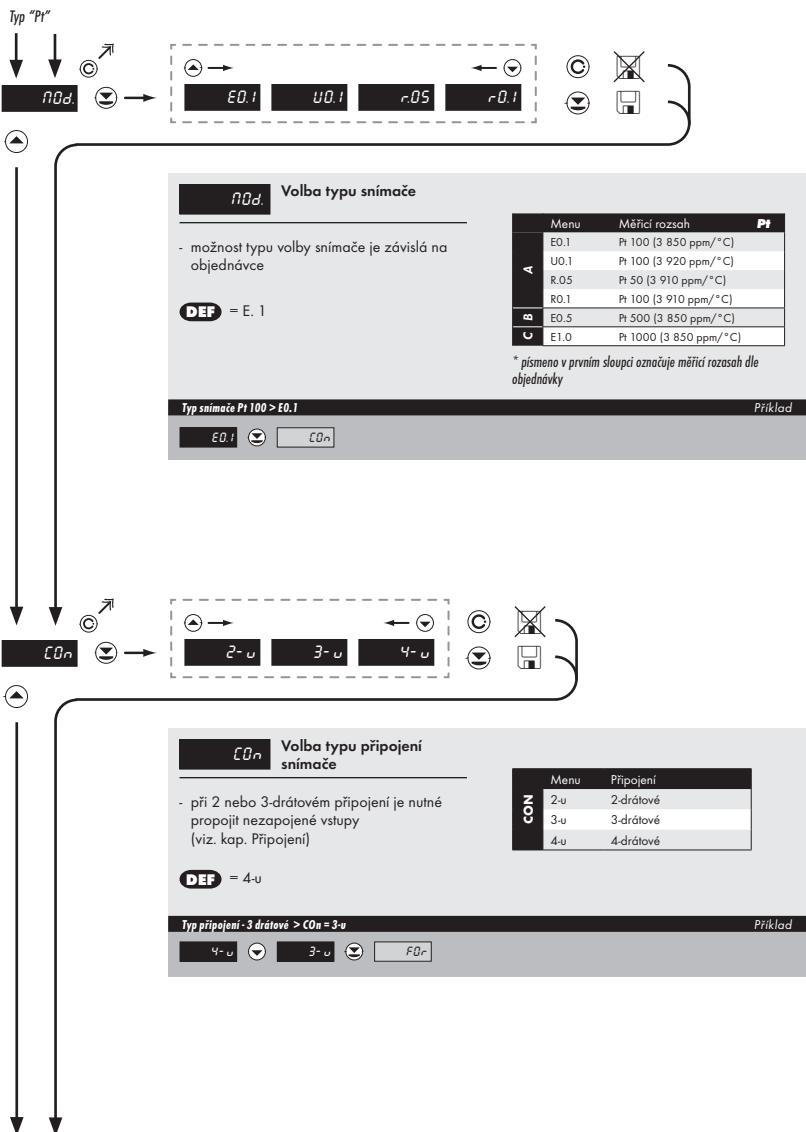 Typ "Pt"
MOd.
E0.1 U0.1 r.05 r0.1
MOd. Volba typu snímače
- možnost typu volby snímače je závislá na
objednávce
DEF = E. 1
Menu Měřicí rozsah Pt
A
E0.1 Pt 100 (3 850 ppm/°C)
U0.1 Pt 100 (3 920 ppm/°C)
R.05 Pt 50 (3 910 ppm/°C)
R0.1 Pt 100 (3 910 ppm/°C)
B E0.5 Pt 500 (3 850 ppm/°C)
C E1.0 Pt 1000 (3 850 ppm/°C)
* písmeno v prvním sloupci označuje měřicí rozasah dle
objednávky
Typ snímače Pt 100 > E0.1 Příklad
E0.1 COn
COn
2-u 3-u 4-u
COn Volba typu připojení
snímače
- při 2 nebo 3-drátovém připojení je nutné
propojit nezapojené vstupy
(viz. kap. Připojení)
DEF = 4-u
CON
Menu Připojení
2-u 2-drátové
3-u 3-drátové
4-u 4-drátové
Typ připojení - 3 drátové > COn = 3-u Příklad
4-u 3-u FOr